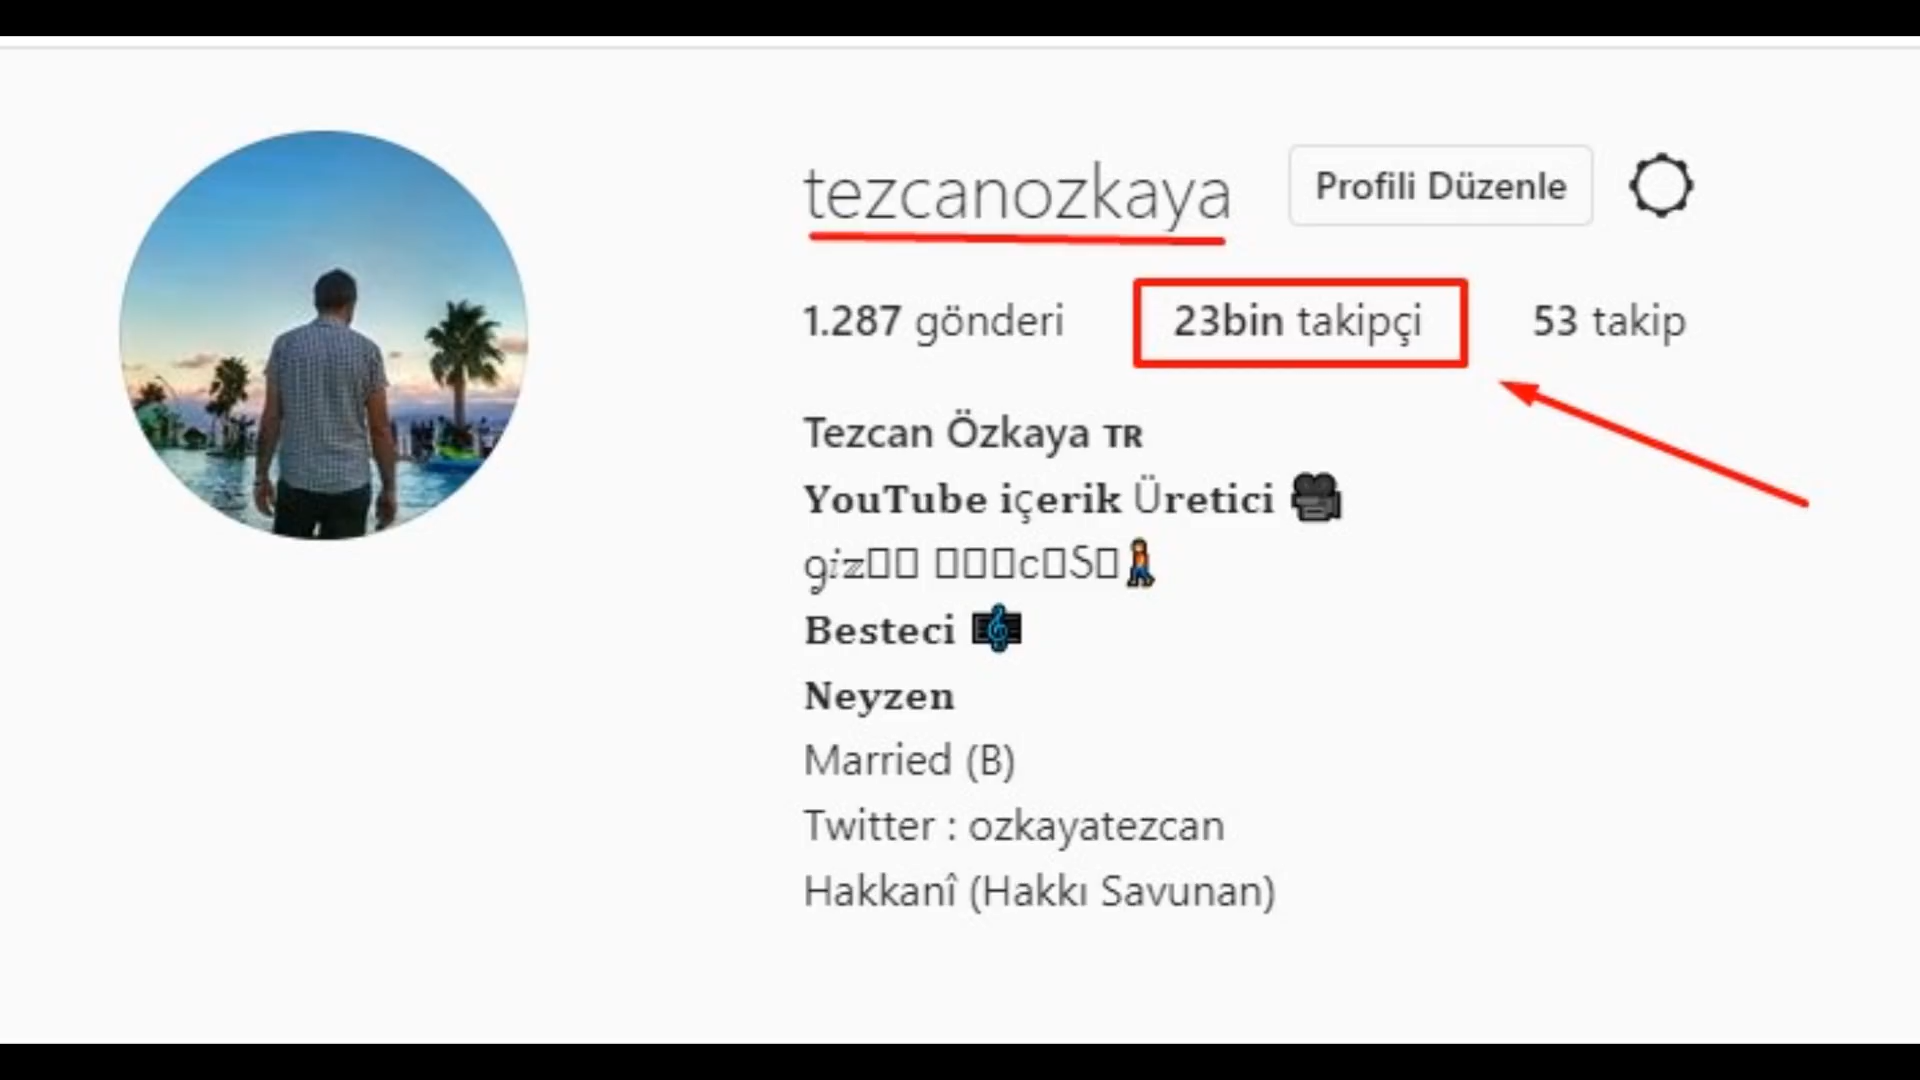 tezcanozkaya Profili Düzenle
1.287 gönderi 23bin takipçi 53 takip
Tezcan Özkaya TR
YouTube içerik Üretici
Besteci
Neyzen
Married (B)
Twitter : ozkayatezcan
Hakkanî (Hakkı Savunan)